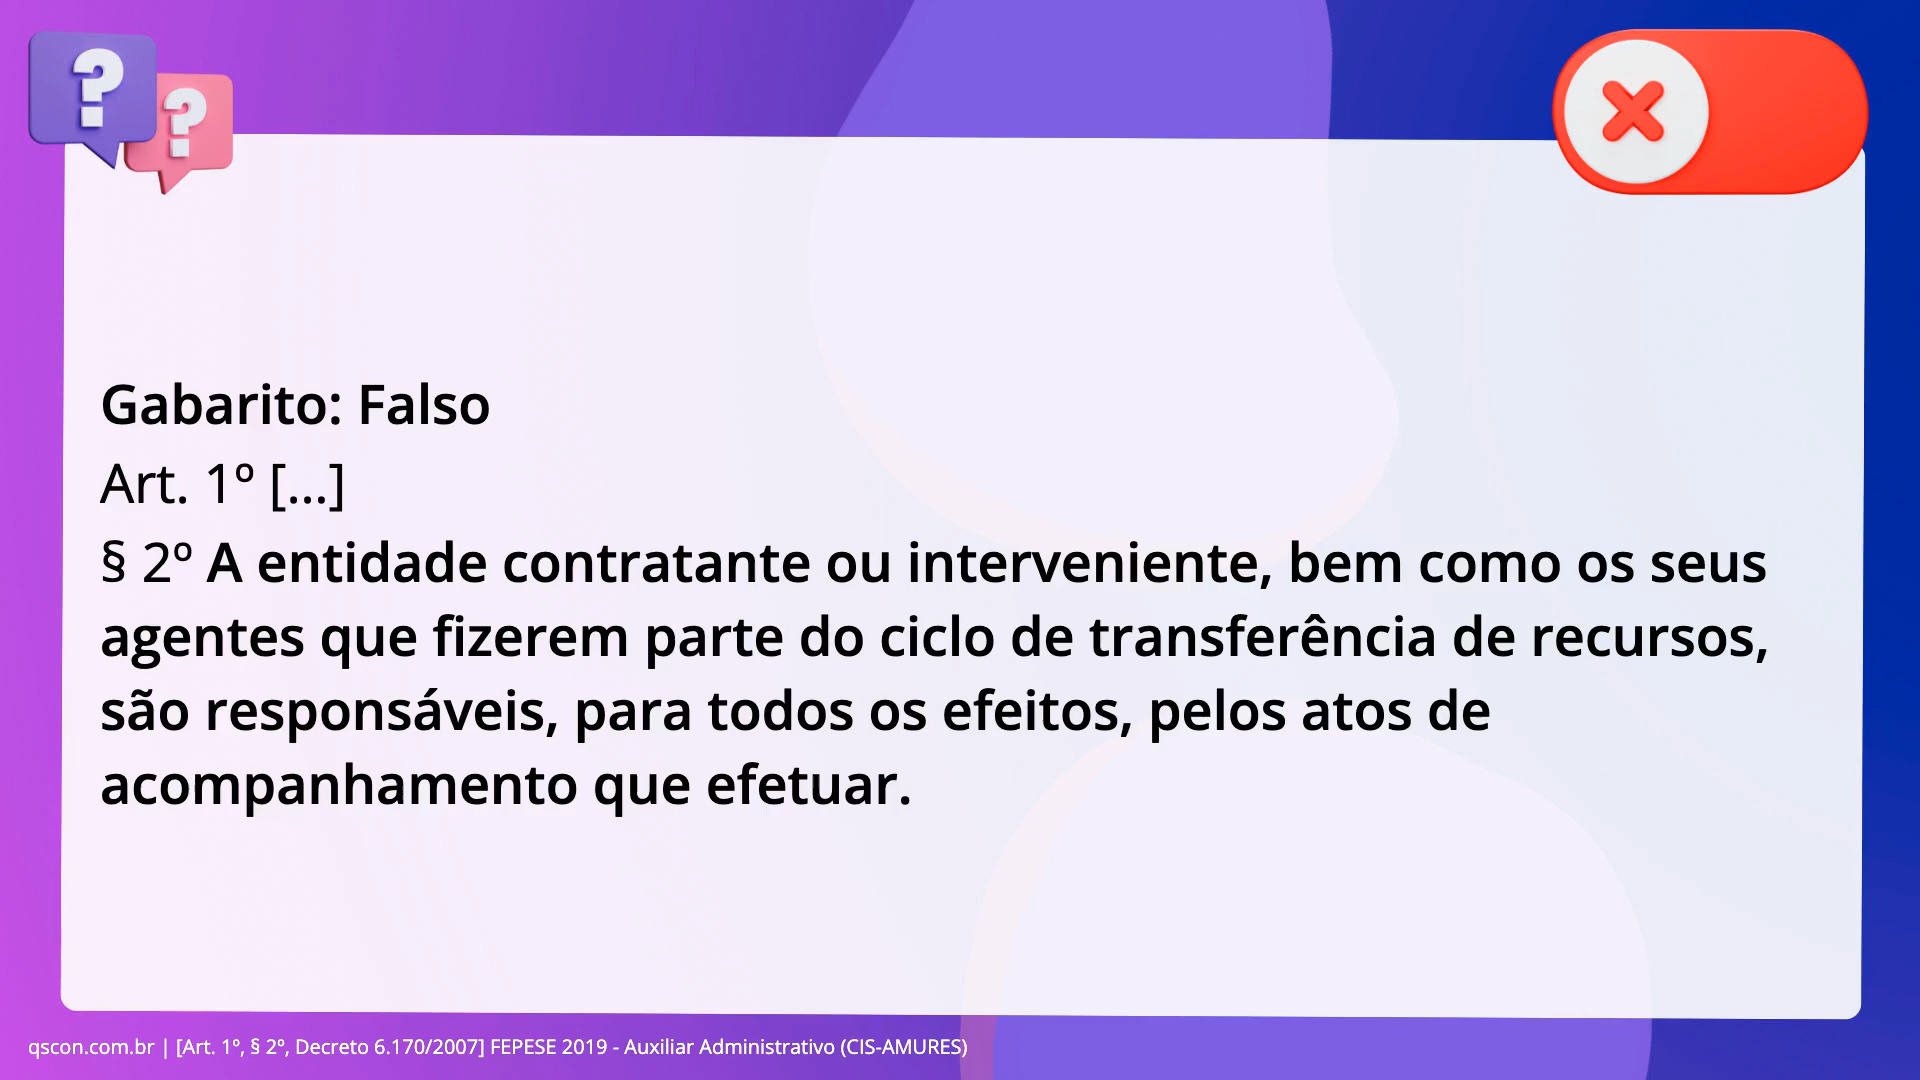 ?
?
Gabarito: Falso
Art. 1º [...]
§ 2º A entidade contratante ou interveniente, bem como os seus
agentes que fizerem parte do ciclo de transferência de recursos,
são responsáveis, para todos os efeitos, pelos atos de
acompanhamento que efetuar.
qscon.com.br | [Art. 1º, § 2º, Decreto 6.170/2007] FEPESE 2019 - Auxiliar Administrativo (CIS-AMURES)